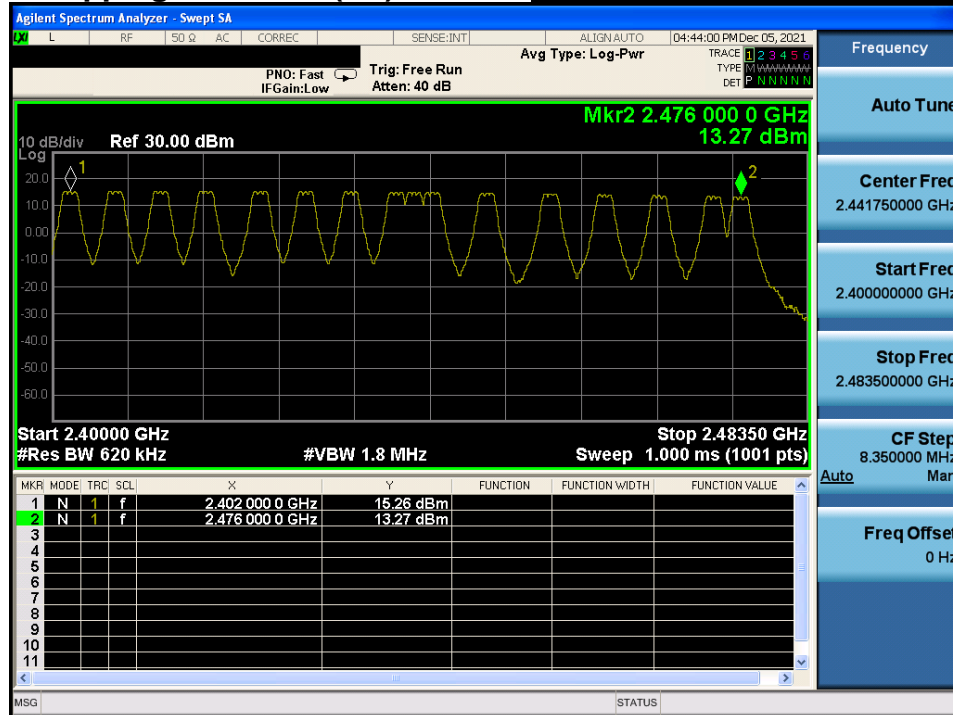 Agilent Spectrum Analyzer - Swept SA
LXI L RF 50 Ω AC CORREC SENSE:INT ALIGN AUTO 04:44:00 PM Dec 05, 2021
Frequency
Avg Type: Log-Pwr TRACE 1 2 3 4 5 6
PNO: Fast Trig: Free Run TYPE M W W W W W
IFGain:Low Atten: 40 dB DET P N N N N N
Auto Tune
Mkr2 2.476 000 0 GHz
10 dB/div Ref 30.00 dBm 13.27 dBm
Log
1
2
20.0
10.0
0.00
-10.0
-20.0
-30.0
-40.0
-50.0
-60.0
Center Freq
2.441750000 GHz
Start Freq
2.400000000 GHz
Stop Freq
2.483500000 GHz
Start 2.40000 GHz Stop 2.48350 GHz
#Res BW 620 kHz #VBW 1.8 MHz Sweep 1.000 ms (1001 pts)
CF Step
8.350000 MHz
Auto Man
MKR MODE TRC SCL X Y FUNCTION FUNCTION WIDTH FUNCTION VALUE
1 N 1 f 2.402 000 0 GHz 15.26 dBm
2 N 1 f 2.476 000 0 GHz 13.27 dBm
3
4
5
6
7
8
9
10
11
Freq Offset
0 Hz
MSG STATUS